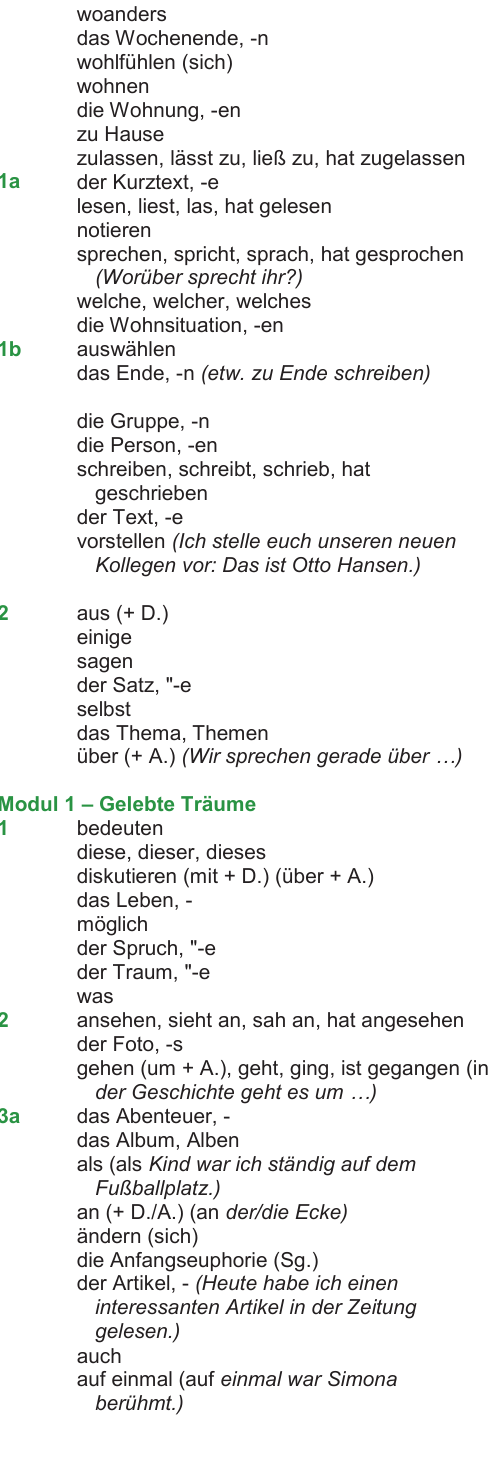 woanders
das Wochenende, -n
wohlfühlen (sich)
wohnen
die Wohnung, -en
zu Hause
zulassen, lässt zu, ließ zu, hat zugelassen
1a der Kurztext, -e
lesen, liest, las, hat gelesen
notieren
sprechen, spricht, sprach, hat gesprochen
(Worüber sprecht ihr?)
welche, welcher, welches
die Wohnsituation, -en
1b auswählen
das Ende, -n (etw. zu Ende schreiben)
die Gruppe, -n
die Person, -en
schreiben, schreibt, schrieb, hat
geschrieben
der Text, -e
vorstellen (Ich stelle euch unseren neuen
Kollegen vor: Das ist Otto Hansen.)
2 aus (+ D.)
einige
sagen
der Satz, "-e
selbst
das Thema, Themen
über (+ A.) (Wir sprechen gerade über …)
Modul 1 – Gelebte Träume
1 bedeuten
diese, dieser, dieses
diskutieren (mit + D.) (über + A.)
das Leben, -
möglich
der Spruch, "-e
der Traum, "-e
was
2 ansehen, sieht an, sah an, hat angesehen
der Foto, -s
gehen (um + A.), geht, ging, ist gegangen (in
der Geschichte geht es um …)
3a das Abenteuer, -
das Album, Alben
als (als Kind war ich ständig auf dem
Fußballplatz.)
an (+ D./A.) (an der/die Ecke)
ändern (sich)
die Anfangseuphorie (Sg.)
der Artikel, - (Heute habe ich einen
interessanten Artikel in der Zeitung
gelesen.)
auch
auf einmal (auf einmal war Simona
berühmt.)